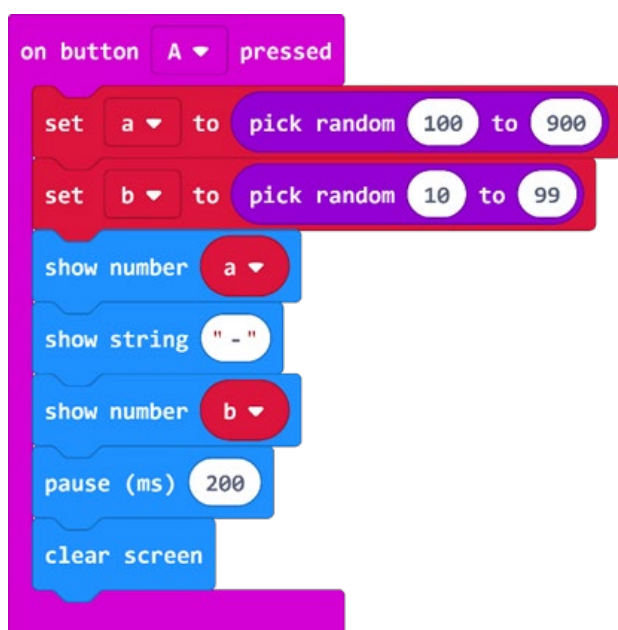 on button A pressed
set a to pick random 100 to 900
set b to pick random 10 to 99
show number a
show string "-"
show number b
pause (ms) 200
clear screen